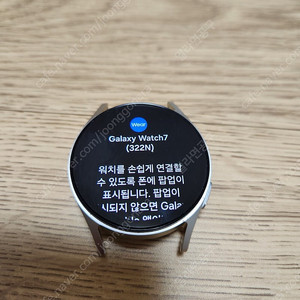 Wear
Galaxy Watch7
(322N)
워치를 손쉽게 연결할
수 있도록 폰에 팝업이
표시됩니다. 팝업이
시되지 않으면 Gala